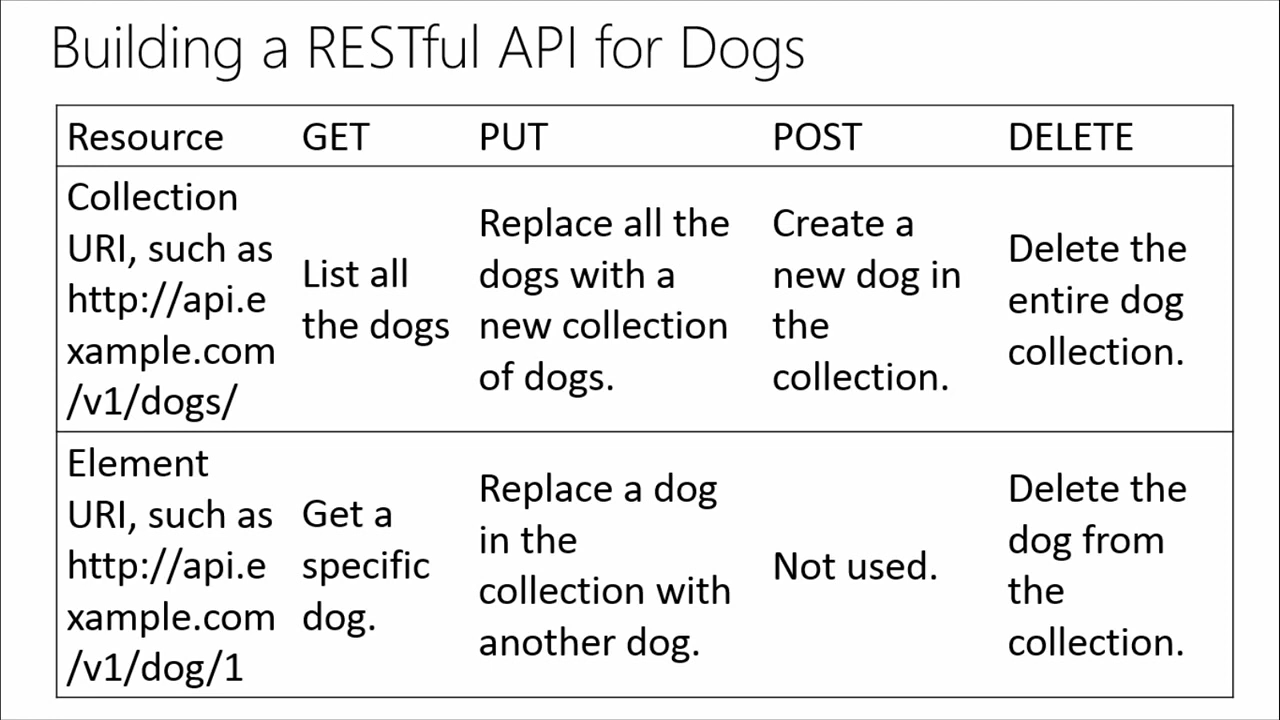 Building a RESTful API for Dogs
Resource GET PUT POST DELETE
Collection
URI, such as
http://api.e
xample.com
/v1/dogs/
List all
the dogs
Replace all the
dogs with a
new collection
of dogs.
Create a
new dog in
the
collection.
Delete the
entire dog
collection.
Element
URI, such as
http://api.e
xample.com
/v1/dog/1
Get a
specific
dog.
Replace a dog
in the
collection with
another dog.
Not used.
Delete the
dog from
the
collection.